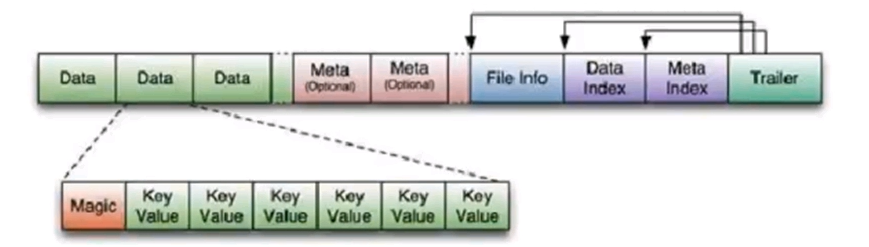 Data Data Data Meta (Optional) Meta (Optional) File Info Data Index Meta Index Trailer
Magic Key Value Key Value Key Value Key Value Key Value Key Value